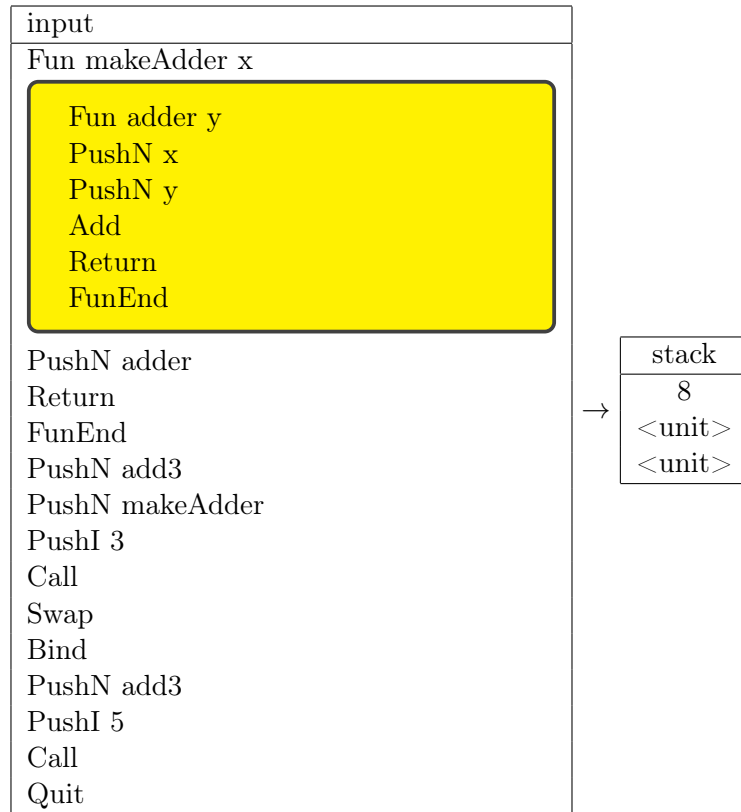 input
Fun makeAdder x
Fun adder y
PushN x
PushN y
Add
Return
FunEnd
PushN adder
Return
FunEnd
PushN add3
PushN makeAdder
PushI 3
Call
Swap
Bind
PushN add3
PushI 5
Call
Quit
→
stack
8
<unit>
<unit>